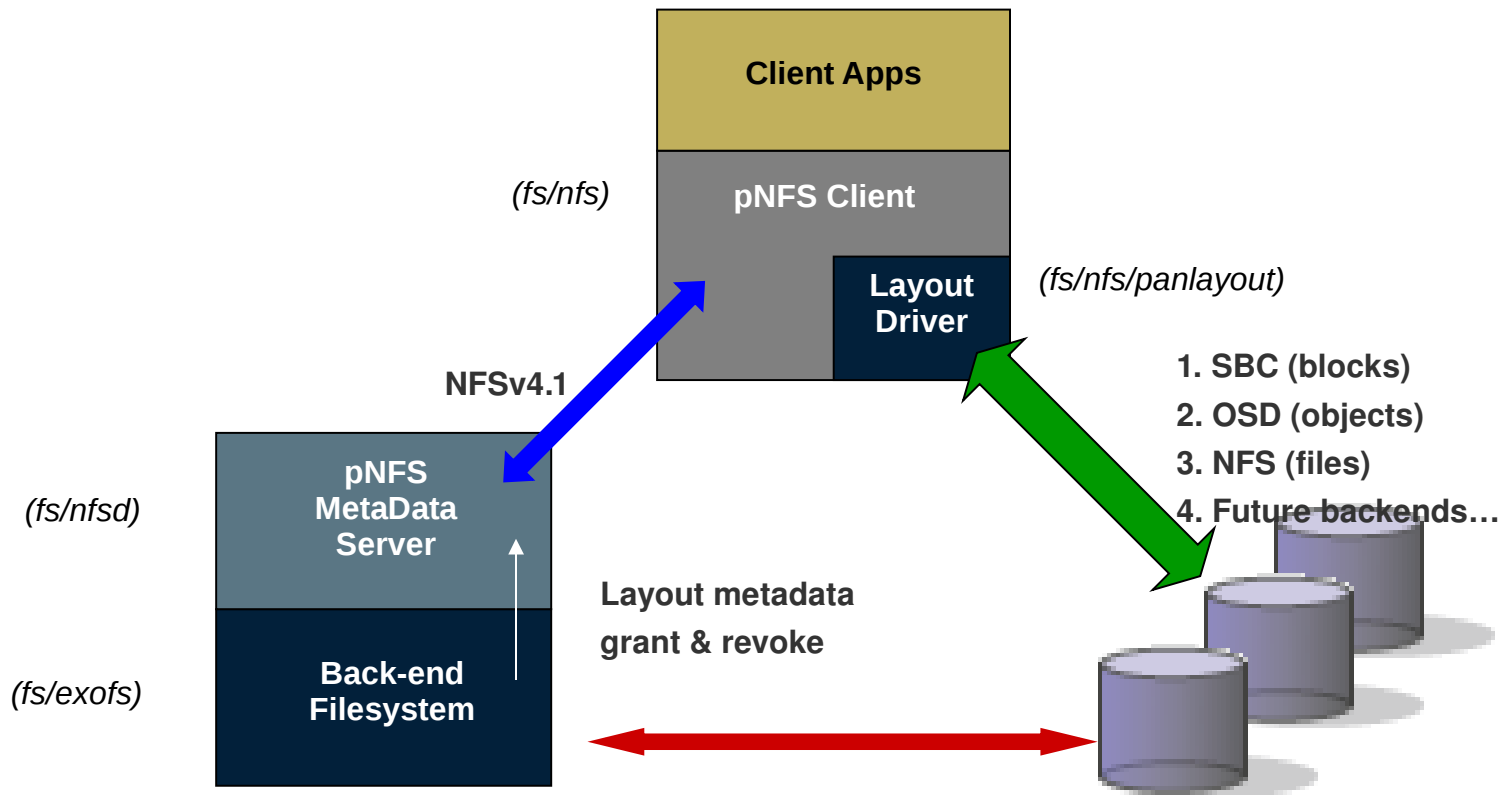 Client Apps
(fs/nfs)
pNFS Client
Layout
Driver
(fs/nfs/panlayout)
NFSv4.1
1. SBC (blocks)
2. OSD (objects)
3. NFS (files)
4. Future backends…
(fs/nfsd)
pNFS
MetaData
Server
Layout metadata
grant & revoke
(fs/exofs)
Back-end
Filesystem